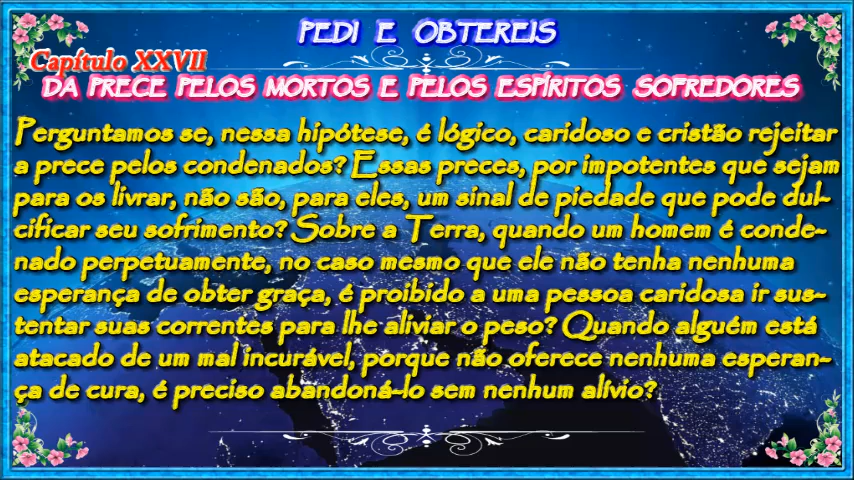 PEDI E OBTEREIS
Capítulo XXVII
DA PRECE PELOS MORTOS E PELOS ESPÍRITOS SOFREDORES
Perguntamos se, nessa hipótese, é lógico, caridoso e cristão rejeitar
a prece pelos condenados? Essas preces, por impotentes que sejam
para os livrar, não são, para eles, um sinal de piedade que pode dul-
cificar seu sofrimento? Sobre a Terra, quando um homem é conde-
nado perpetuamente, no caso mesmo que ele não tenha nenhuma
esperança de obter graça, é proibido a uma pessoa caridosa ir sus-
tentar suas correntes para lhe aliviar o peso? Quando alguém está
atacado de um mal incurável, porque não oferece nenhuma esperan-
ça de cura, é preciso abandoná-lo sem nenhum alívio?